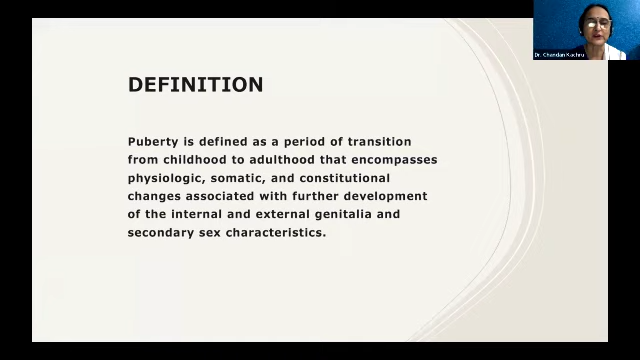 DEFINITION
Puberty is defined as a period of transition
from childhood to adulthood that encompasses
physiologic, somatic, and constitutional
changes associated with further development
of the internal and external genitalia and
secondary sex characteristics.
Dr. Chandan Kachru